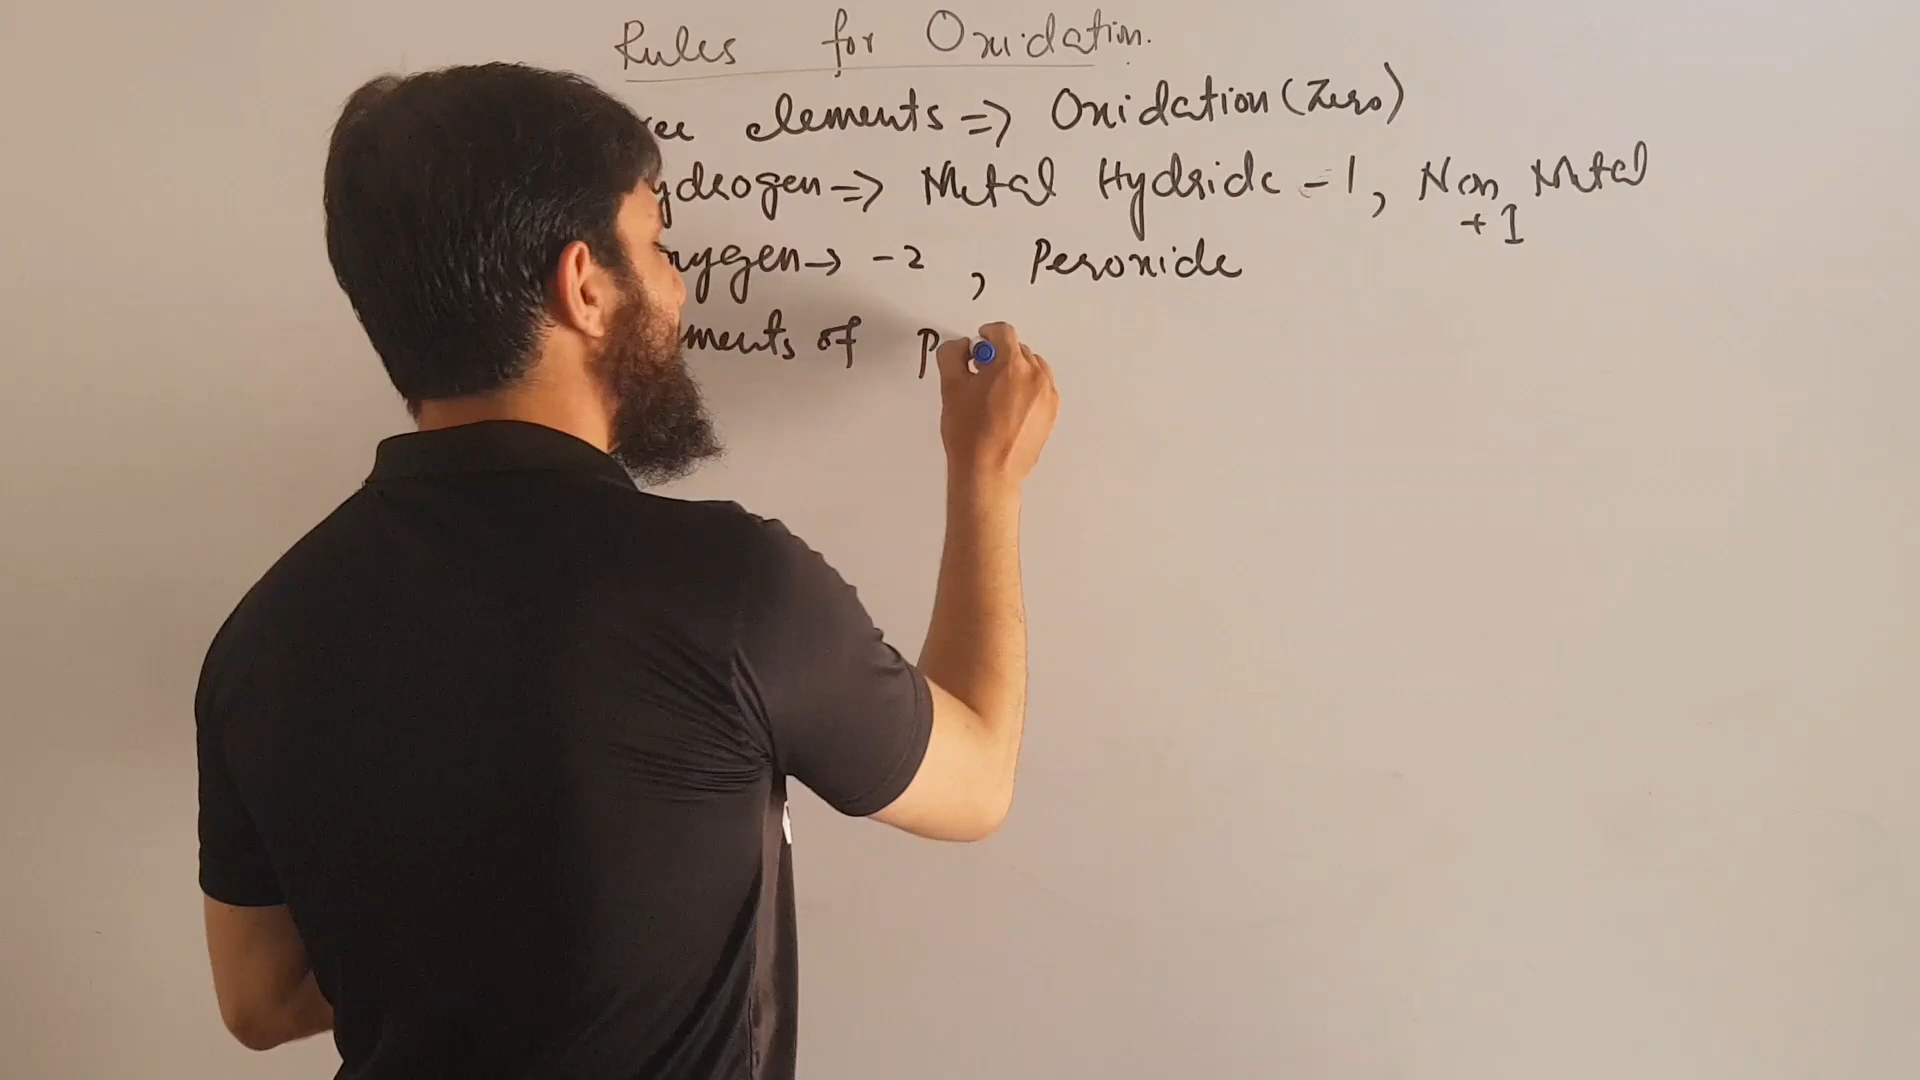 Rules for Oxidation.
ee elements => Oxidation (Zero)
ydrogen => Metal Hydride -1, Non Metal
+1
xygen → -2 , Peroxide
ments of P